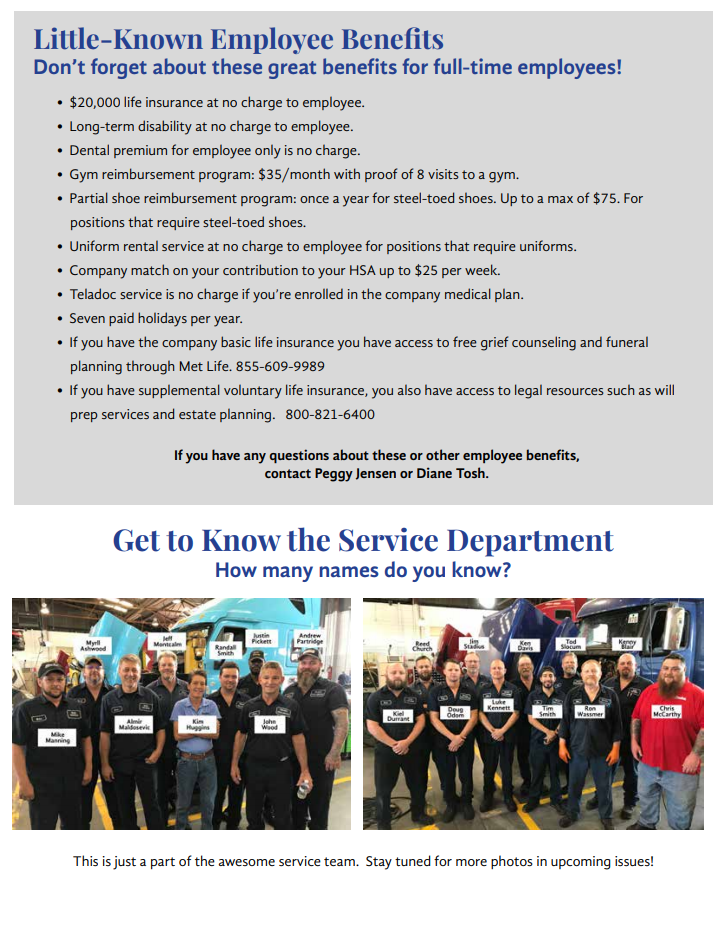 Little-Known Employee Benefits
Don't forget about these great benefits for full-time employees!
• $20,000 life insurance at no charge to employee.
• Long-term disability at no charge to employee.
• Dental premium for employee only is no charge.
• Gym reimbursement program: $35/month with proof of 8 visits to a gym.
• Partial shoe reimbursement program: once a year for steel-toed shoes. Up to a max of $75. For
positions that require steel-toed shoes.
• Uniform rental service at no charge to employee for positions that require uniforms.
• Company match on your contribution to your HSA up to $25 per week.
• Teladoc service is no charge if you're enrolled in the company medical plan.
• Seven paid holidays per year.
• If you have the company basic life insurance you have access to free grief counseling and funeral
planning through Met Life. 855-609-9989
• If you have supplemental voluntary life insurance, you also have access to legal resources such as will
prep services and estate planning. 800-821-6400
If you have any questions about these or other employee benefits,
contact Peggy Jensen or Diane Tosh.
Get to Know the Service Department
How many names do you know?
Myrll
Ashwood
Jeff
Montcalm
Randall
Smith
Justin
Pickett
Andrew
Partridge
Mike
Manning
Almir
Maldosevic
Kim
Huggins
John
Wood
Reed
Church
Jim
Stadius
Ken
Davis
Tod
Slocum
Kenny
Blair
Kiel
Durrant
Doug
Odom
Luke
Kennett
Tim
Smith
Ron
Wassmer
Chris
McCarthy
This is just a part of the awesome service team. Stay tuned for more photos in upcoming issues!